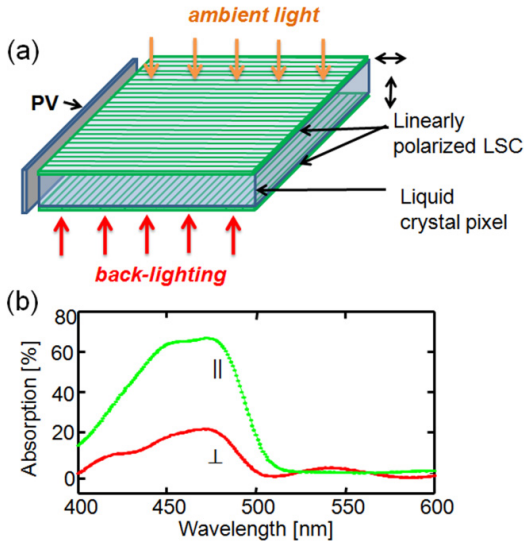 ambient light
(a)
PV
Linearly
polarized LSC
Liquid
crystal pixel
back-lighting
(b)
80
60
40
20
0
Absorption [%]
||
⊥
400 450 500 550 600
Wavelength [nm]